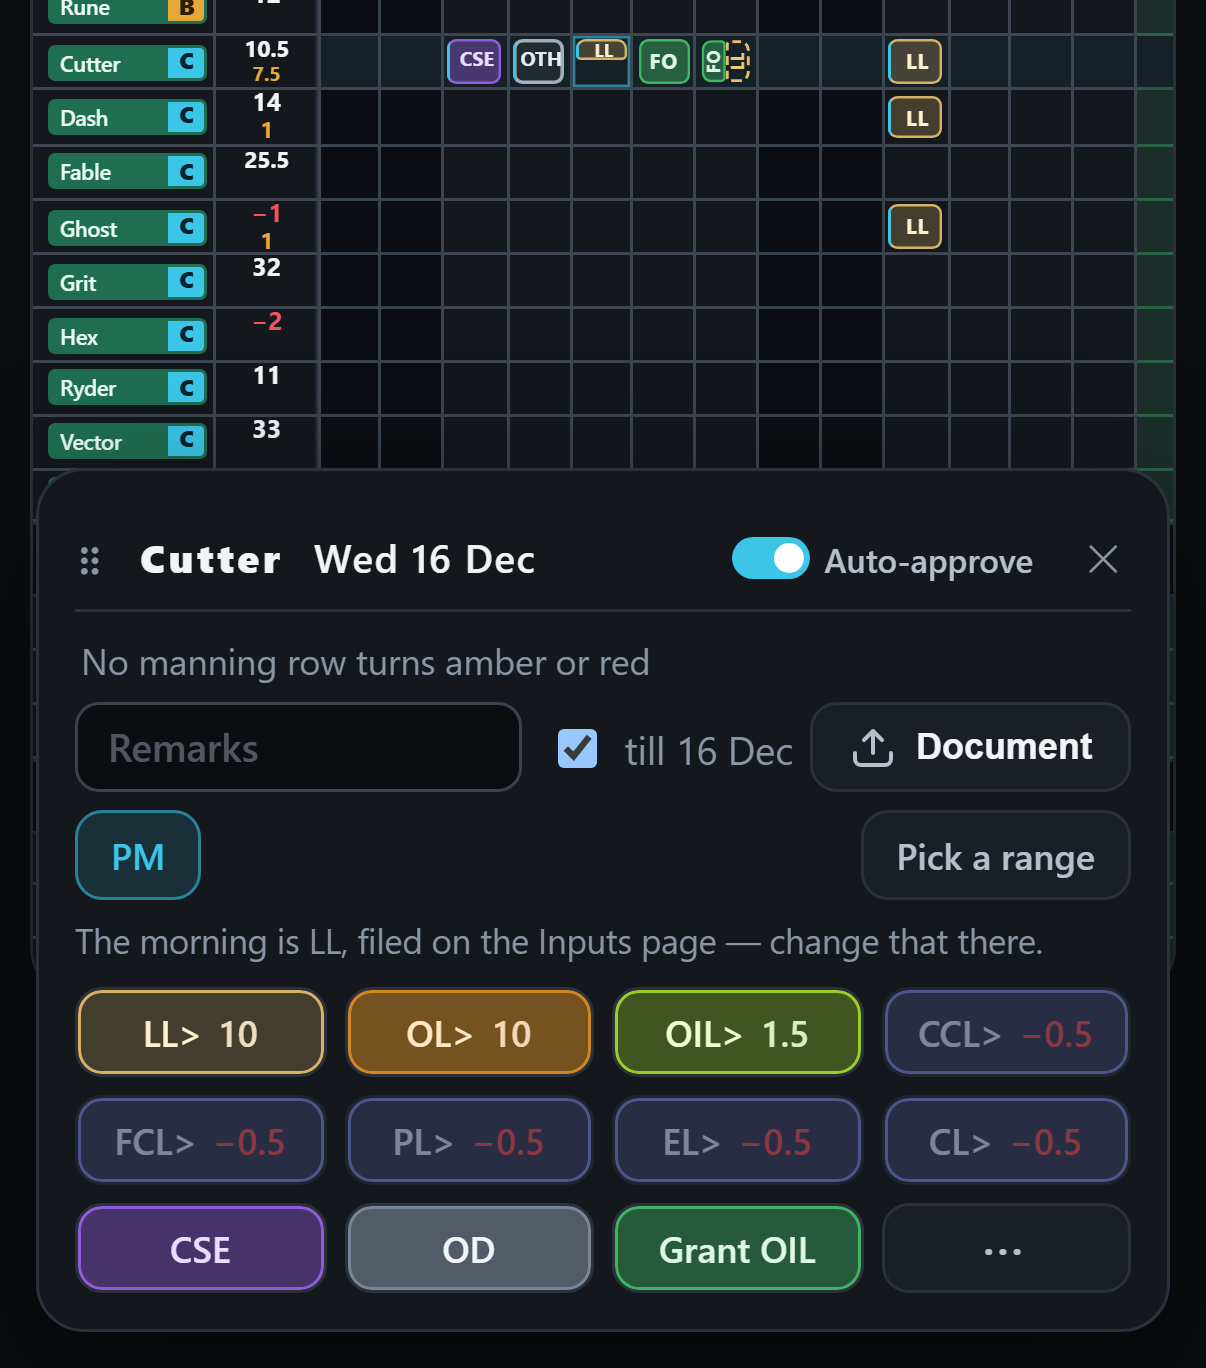 Rune B 12
Cutter C 10.5 CSE OTH LL FO FO LL LL
7.5
Dash C 14 LL
1
Fable C 25.5
Ghost C −1 LL
1
Grit C 32
Hex C −2
Ryder C 11
Vector C 33
Cutter Wed 16 Dec Auto-approve
No manning row turns amber or red
Remarks till 16 Dec Document
PM Pick a range
The morning is LL, filed on the Inputs page — change that there.
LL> 10 OL> 10 OIL> 1.5 CCL> −0.5
FCL> −0.5 PL> −0.5 EL> −0.5 CL> −0.5
CSE OD Grant OIL ...